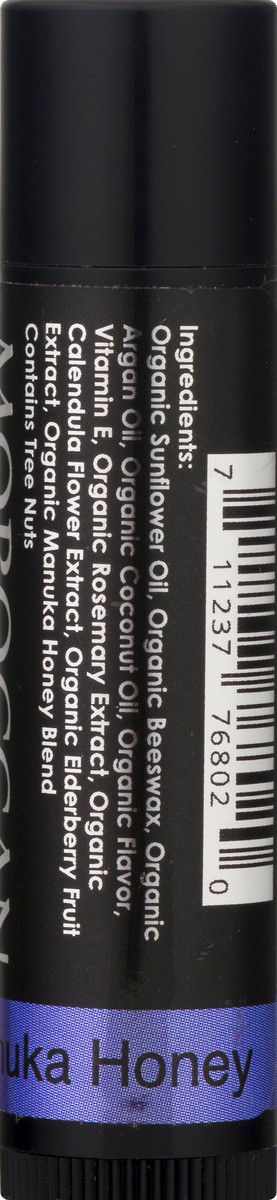 Ingredients:
Organic Sunflower Oil, Organic Beeswax, Organic
Argan Oil, Organic Coconut Oil, Organic Flavor,
Vitamin E, Organic Rosemary Extract, Organic
Calendula Flower Extract, Organic Elderberry Fruit
Extract, Organic Manuka Honey Blend
Contains Tree Nuts
7 11237 76802 0
MOROCCAN
nuka Honey